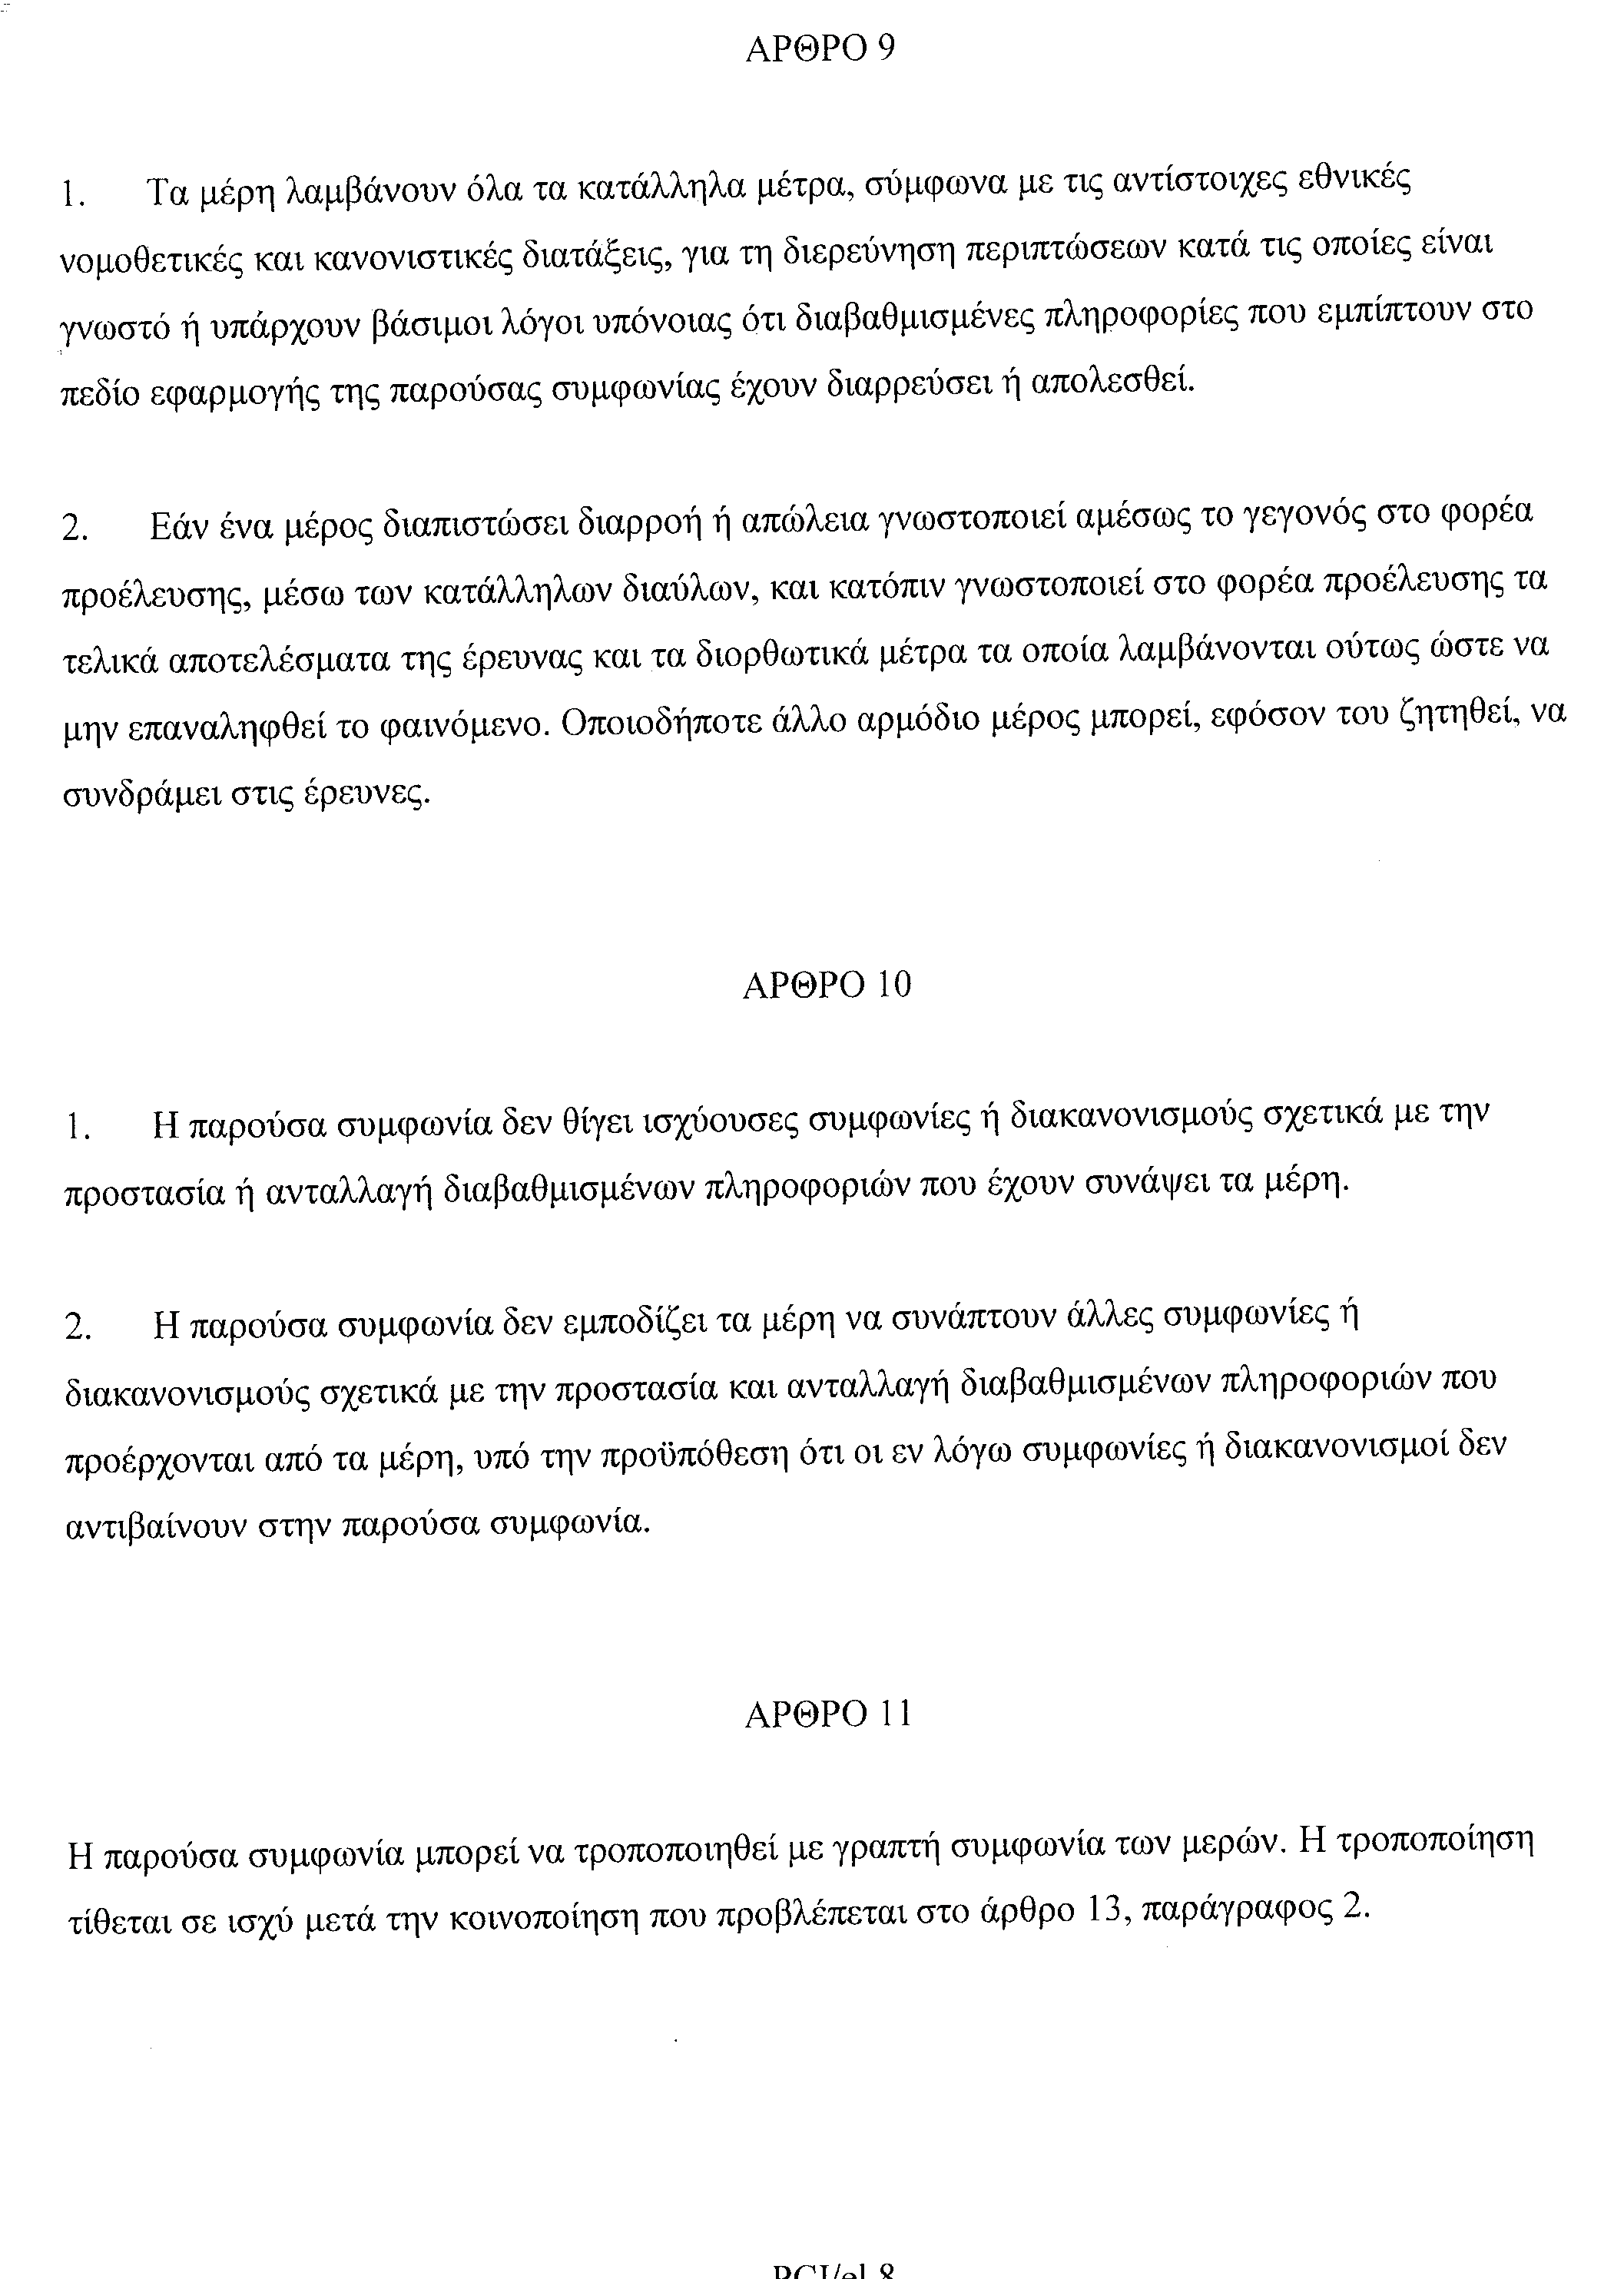 ΑΡΘΡΟ 9
1. Τα μέρη λαμβάνουν όλα τα κατάλληλα μέτρα, σύμφωνα με τις αντίστοιχες εθνικές
νομοθετικές και κανονιστικές διατάξεις, για τη διερεύνηση περιπτώσεων κατά τις οποίες είναι
γνωστό ή υπάρχουν βάσιμοι λόγοι υπόνοιας ότι διαβαθμισμένες πληροφορίες που εμπίπτουν στο
πεδίο εφαρμογής της παρούσας συμφωνίας έχουν διαρρεύσει ή απολεσθεί.
2. Εάν ένα μέρος διαπιστώσει διαρροή ή απώλεια γνωστοποιεί αμέσως το γεγονός στο φορέα
προέλευσης, μέσω των κατάλληλων διαύλων, και κατόπιν γνωστοποιεί στο φορέα προέλευσης τα
τελικά αποτελέσματα της έρευνας και τα διορθωτικά μέτρα τα οποία λαμβάνονται ούτως ώστε να
μην επαναληφθεί το φαινόμενο. Οποιοδήποτε άλλο αρμόδιο μέρος μπορεί, εφόσον του ζητηθεί, να
συνδράμει στις έρευνες.
ΑΡΘΡΟ 10
1. Η παρούσα συμφωνία δεν θίγει ισχύουσες συμφωνίες ή διακανονισμούς σχετικά με την
προστασία ή ανταλλαγή διαβαθμισμένων πληροφοριών που έχουν συνάψει τα μέρη.
2. Η παρούσα συμφωνία δεν εμποδίζει τα μέρη να συνάπτουν άλλες συμφωνίες ή
διακανονισμούς σχετικά με την προστασία και ανταλλαγή διαβαθμισμένων πληροφοριών που
προέρχονται από τα μέρη, υπό την προϋπόθεση ότι οι εν λόγω συμφωνίες ή διακανονισμοί δεν
αντιβαίνουν στην παρούσα συμφωνία.
ΑΡΘΡΟ 11
Η παρούσα συμφωνία μπορεί να τροποποιηθεί με γραπτή συμφωνία των μερών. Η τροποποίηση
τίθεται σε ισχύ μετά την κοινοποίηση που προβλέπεται στο άρθρο 13, παράγραφος 2.